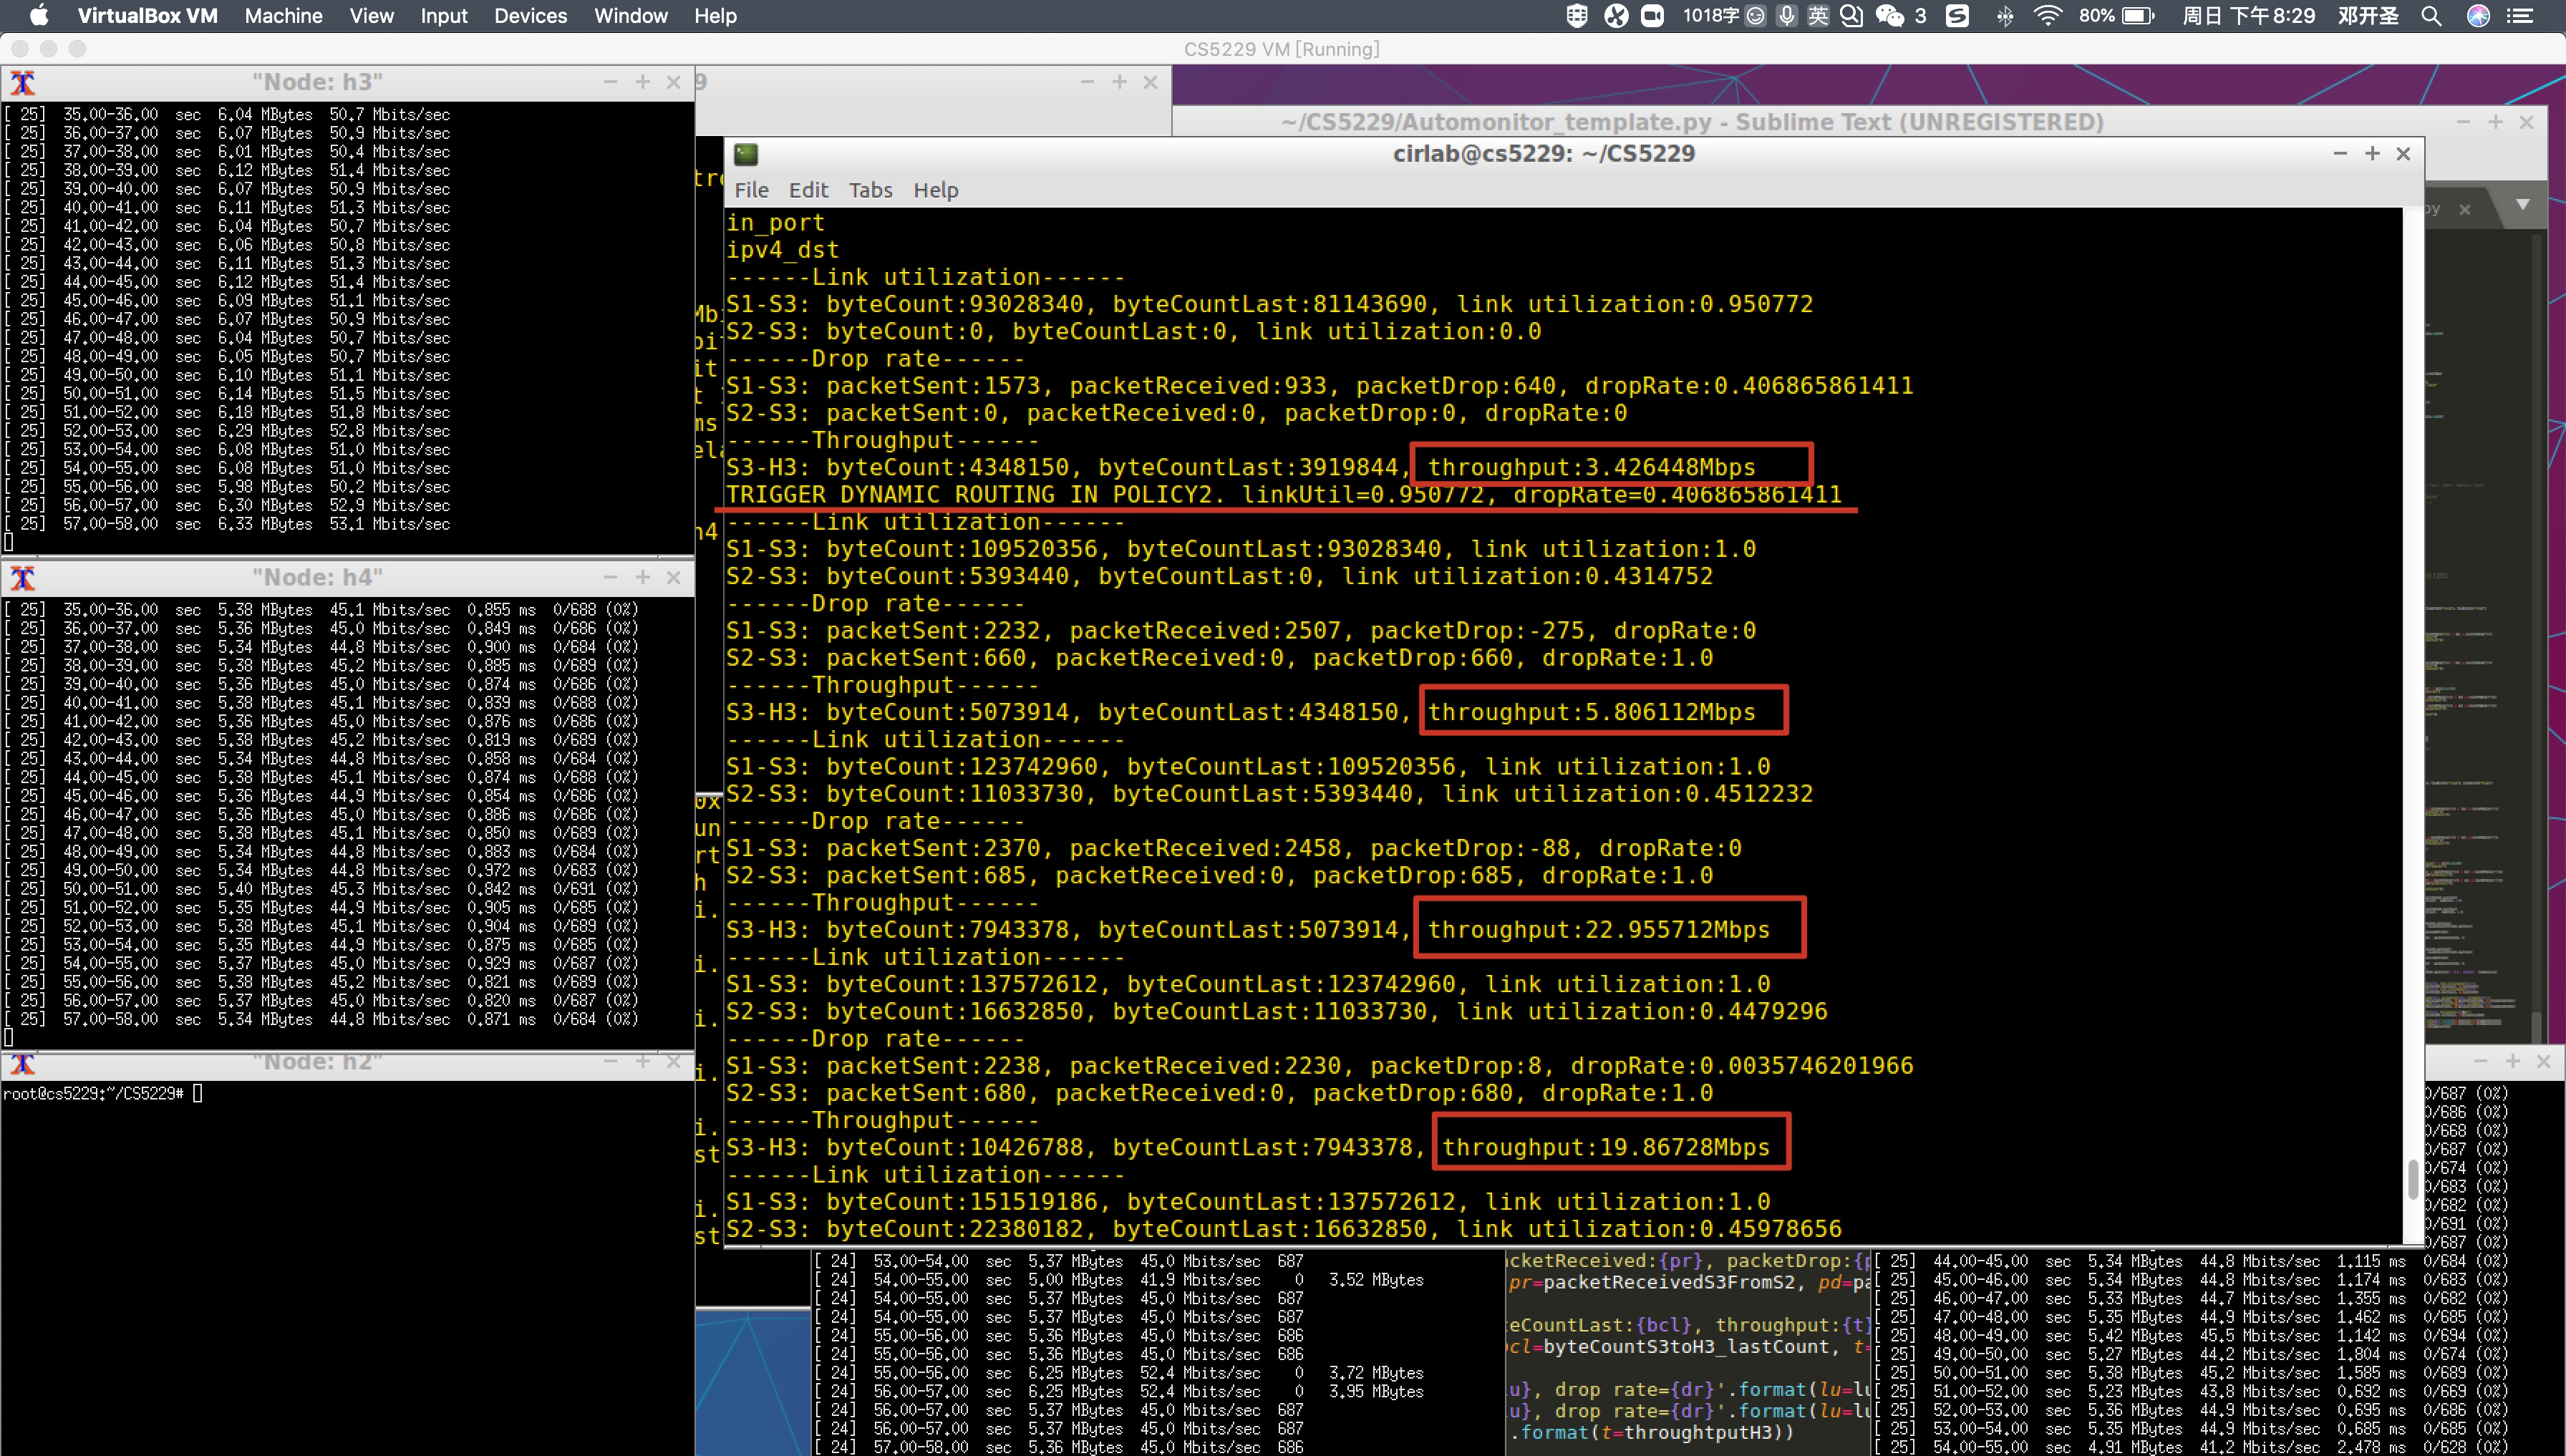 VirtualBox VM Machine View Input Devices Window Help 1018字 英 3 80% 周日 下午8:29 邓开圣
CS5229 VM [Running]
"Node: h3"
[ 25] 35.00-36.00 sec 6.04 MBytes 50.7 Mbits/sec
[ 25] 36.00-37.00 sec 6.07 MBytes 50.9 Mbits/sec
[ 25] 37.00-38.00 sec 6.01 MBytes 50.4 Mbits/sec
[ 25] 38.00-39.00 sec 6.12 MBytes 51.4 Mbits/sec
[ 25] 39.00-40.00 sec 6.07 MBytes 50.9 Mbits/sec
[ 25] 40.00-41.00 sec 6.11 MBytes 51.3 Mbits/sec
[ 25] 41.00-42.00 sec 6.04 MBytes 50.7 Mbits/sec
[ 25] 42.00-43.00 sec 6.06 MBytes 50.8 Mbits/sec
[ 25] 43.00-44.00 sec 6.11 MBytes 51.3 Mbits/sec
[ 25] 44.00-45.00 sec 6.12 MBytes 51.4 Mbits/sec
[ 25] 45.00-46.00 sec 6.09 MBytes 51.1 Mbits/sec
[ 25] 46.00-47.00 sec 6.07 MBytes 50.9 Mbits/sec
[ 25] 47.00-48.00 sec 6.04 MBytes 50.7 Mbits/sec
[ 25] 48.00-49.00 sec 6.05 MBytes 50.7 Mbits/sec
[ 25] 49.00-50.00 sec 6.10 MBytes 51.1 Mbits/sec
[ 25] 50.00-51.00 sec 6.14 MBytes 51.5 Mbits/sec
[ 25] 51.00-52.00 sec 6.18 MBytes 51.8 Mbits/sec
[ 25] 52.00-53.00 sec 6.29 MBytes 52.8 Mbits/sec
[ 25] 53.00-54.00 sec 6.08 MBytes 51.0 Mbits/sec
[ 25] 54.00-55.00 sec 6.08 MBytes 51.0 Mbits/sec
[ 25] 55.00-56.00 sec 5.98 MBytes 50.2 Mbits/sec
[ 25] 56.00-57.00 sec 6.30 MBytes 52.9 Mbits/sec
[ 25] 57.00-58.00 sec 6.33 MBytes 53.1 Mbits/sec
"Node: h4"
[ 25] 35.00-36.00 sec 5.38 MBytes 45.1 Mbits/sec 0.855 ms 0/688 (0%)
[ 25] 36.00-37.00 sec 5.36 MBytes 45.0 Mbits/sec 0.849 ms 0/686 (0%)
[ 25] 37.00-38.00 sec 5.34 MBytes 44.8 Mbits/sec 0.900 ms 0/684 (0%)
[ 25] 38.00-39.00 sec 5.38 MBytes 45.2 Mbits/sec 0.885 ms 0/689 (0%)
[ 25] 39.00-40.00 sec 5.36 MBytes 45.0 Mbits/sec 0.874 ms 0/686 (0%)
[ 25] 40.00-41.00 sec 5.38 MBytes 45.1 Mbits/sec 0.839 ms 0/688 (0%)
[ 25] 41.00-42.00 sec 5.36 MBytes 45.0 Mbits/sec 0.876 ms 0/686 (0%)
[ 25] 42.00-43.00 sec 5.38 MBytes 45.2 Mbits/sec 0.819 ms 0/689 (0%)
[ 25] 43.00-44.00 sec 5.34 MBytes 44.8 Mbits/sec 0.858 ms 0/684 (0%)
[ 25] 44.00-45.00 sec 5.38 MBytes 45.1 Mbits/sec 0.874 ms 0/688 (0%)
[ 25] 45.00-46.00 sec 5.36 MBytes 44.9 Mbits/sec 0.854 ms 0/686 (0%)
[ 25] 46.00-47.00 sec 5.36 MBytes 45.0 Mbits/sec 0.886 ms 0/686 (0%)
[ 25] 47.00-48.00 sec 5.38 MBytes 45.1 Mbits/sec 0.850 ms 0/689 (0%)
[ 25] 48.00-49.00 sec 5.34 MBytes 44.8 Mbits/sec 0.883 ms 0/684 (0%)
[ 25] 49.00-50.00 sec 5.34 MBytes 44.8 Mbits/sec 0.972 ms 0/683 (0%)
[ 25] 50.00-51.00 sec 5.40 MBytes 45.3 Mbits/sec 0.842 ms 0/691 (0%)
[ 25] 51.00-52.00 sec 5.35 MBytes 44.9 Mbits/sec 0.905 ms 0/685 (0%)
[ 25] 52.00-53.00 sec 5.38 MBytes 45.1 Mbits/sec 0.904 ms 0/689 (0%)
[ 25] 53.00-54.00 sec 5.35 MBytes 44.9 Mbits/sec 0.875 ms 0/685 (0%)
[ 25] 54.00-55.00 sec 5.37 MBytes 45.0 Mbits/sec 0.929 ms 0/687 (0%)
[ 25] 55.00-56.00 sec 5.38 MBytes 45.2 Mbits/sec 0.821 ms 0/689 (0%)
[ 25] 56.00-57.00 sec 5.37 MBytes 45.0 Mbits/sec 0.820 ms 0/687 (0%)
[ 25] 57.00-58.00 sec 5.34 MBytes 44.8 Mbits/sec 0.871 ms 0/684 (0%)
"Node: h2"
root@cs5229:~/CS5229#
~/CS5229/Automonitor_template.py - Sublime Text (UNREGISTERED)
cirlab@cs5229: ~/CS5229
File Edit Tabs Help
in_port
ipv4_dst
------Link utilization------
S1-S3: byteCount:93028340, byteCountLast:81143690, link utilization:0.950772
S2-S3: byteCount:0, byteCountLast:0, link utilization:0.0
------Drop rate------
S1-S3: packetSent:1573, packetReceived:933, packetDrop:640, dropRate:0.406865861411
S2-S3: packetSent:0, packetReceived:0, packetDrop:0, dropRate:0
------Throughput------
S3-H3: byteCount:4348150, byteCountLast:3919844, throughput:3.426448Mbps
TRIGGER DYNAMIC ROUTING IN POLICY2. linkUtil=0.950772, dropRate=0.406865861411
------Link utilization------
S1-S3: byteCount:109520356, byteCountLast:93028340, link utilization:1.0
S2-S3: byteCount:5393440, byteCountLast:0, link utilization:0.4314752
------Drop rate------
S1-S3: packetSent:2232, packetReceived:2507, packetDrop:-275, dropRate:0
S2-S3: packetSent:660, packetReceived:0, packetDrop:660, dropRate:1.0
------Throughput------
S3-H3: byteCount:5073914, byteCountLast:4348150, throughput:5.806112Mbps
------Link utilization------
S1-S3: byteCount:123742960, byteCountLast:109520356, link utilization:1.0
S2-S3: byteCount:11033730, byteCountLast:5393440, link utilization:0.4512232
------Drop rate------
S1-S3: packetSent:2370, packetReceived:2458, packetDrop:-88, dropRate:0
S2-S3: packetSent:685, packetReceived:0, packetDrop:685, dropRate:1.0
------Throughput------
S3-H3: byteCount:7943378, byteCountLast:5073914, throughput:22.955712Mbps
------Link utilization------
S1-S3: byteCount:137572612, byteCountLast:123742960, link utilization:1.0
S2-S3: byteCount:16632850, byteCountLast:11033730, link utilization:0.4479296
------Drop rate------
S1-S3: packetSent:2238, packetReceived:2230, packetDrop:8, dropRate:0.0035746201966
S2-S3: packetSent:680, packetReceived:0, packetDrop:680, dropRate:1.0
------Throughput------
S3-H3: byteCount:10426788, byteCountLast:7943378, throughput:19.86728Mbps
------Link utilization------
S1-S3: byteCount:151519186, byteCountLast:137572612, link utilization:1.0
S2-S3: byteCount:22380182, byteCountLast:16632850, link utilization:0.45978656
[ 24] 53.00-54.00 sec 5.37 MBytes 45.0 Mbits/sec 687
[ 24] 54.00-55.00 sec 5.00 MBytes 41.9 Mbits/sec 0 3.52 MBytes
[ 24] 54.00-55.00 sec 5.37 MBytes 45.0 Mbits/sec 687
[ 24] 54.00-55.00 sec 5.37 MBytes 45.0 Mbits/sec 687
[ 24] 55.00-56.00 sec 5.36 MBytes 45.0 Mbits/sec 686
[ 24] 55.00-56.00 sec 5.36 MBytes 45.0 Mbits/sec 686
[ 24] 55.00-56.00 sec 6.25 MBytes 52.4 Mbits/sec 0 3.72 MBytes
[ 24] 56.00-57.00 sec 6.25 MBytes 52.4 Mbits/sec 0 3.95 MBytes
[ 24] 56.00-57.00 sec 5.37 MBytes 45.0 Mbits/sec 687
[ 24] 56.00-57.00 sec 5.37 MBytes 45.0 Mbits/sec 687
[ 24] 57.00-58.00 sec 5.36 MBytes 45.0 Mbits/sec 686
cketReceived:{pr}, packetDrop:{p
pr=packetReceivedS3FromS2, pd=pa
eCountLast:{bcl}, throughput:{t}
cl=byteCountS3toH3_lastCount, t=
u}, drop rate={dr}'.format(lu=lu
u}, drop rate={dr}'.format(lu=lu
.format(t=throughtputH3))
0/687 (0%)
0/686 (0%)
0/668 (0%)
0/687 (0%)
0/674 (0%)
0/683 (0%)
0/682 (0%)
0/691 (0%)
0/687 (0%)
[ 25] 44.00-45.00 sec 5.34 MBytes 44.8 Mbits/sec 1.115 ms 0/684 (0%)
[ 25] 45.00-46.00 sec 5.34 MBytes 44.8 Mbits/sec 1.174 ms 0/683 (0%)
[ 25] 46.00-47.00 sec 5.33 MBytes 44.7 Mbits/sec 1.355 ms 0/682 (0%)
[ 25] 47.00-48.00 sec 5.35 MBytes 44.9 Mbits/sec 1.462 ms 0/685 (0%)
[ 25] 48.00-49.00 sec 5.42 MBytes 45.5 Mbits/sec 1.142 ms 0/694 (0%)
[ 25] 49.00-50.00 sec 5.27 MBytes 44.2 Mbits/sec 1.804 ms 0/674 (0%)
[ 25] 50.00-51.00 sec 5.38 MBytes 45.2 Mbits/sec 1.585 ms 0/689 (0%)
[ 25] 51.00-52.00 sec 5.23 MBytes 43.8 Mbits/sec 0.692 ms 0/669 (0%)
[ 25] 52.00-53.00 sec 5.36 MBytes 44.9 Mbits/sec 0.695 ms 0/686 (0%)
[ 25] 53.00-54.00 sec 5.35 MBytes 44.9 Mbits/sec 0.685 ms 0/685 (0%)
[ 25] 54.00-55.00 sec 4.91 MBytes 41.2 Mbits/sec 2.478 ms 0/628 (0%)